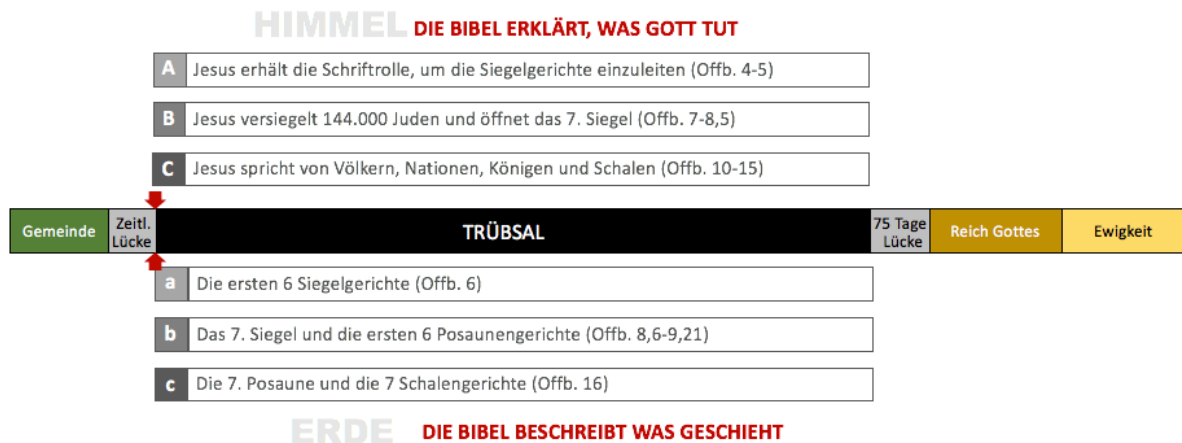 HIMMEL DIE BIBEL ERKLÄRT, WAS GOTT TUT
A Jesus erhält die Schriftrolle, um die Siegelgerichte einzuleiten (Offb. 4-5)
B Jesus versiegelt 144.000 Juden und öffnet das 7. Siegel (Offb. 7-8,5)
C Jesus spricht von Völkern, Nationen, Königen und Schalen (Offb. 10-15)
Gemeinde
Zeitl.
Lücke
TRÜBSAL
75 Tage
Lücke
Reich Gottes
Ewigkeit
a Die ersten 6 Siegelgerichte (Offb. 6)
b Das 7. Siegel und die ersten 6 Posaunengerichte (Offb. 8,6-9,21)
c Die 7. Posaune und die 7 Schalengerichte (Offb. 16)
ERDE DIE BIBEL BESCHREIBT WAS GESCHIEHT